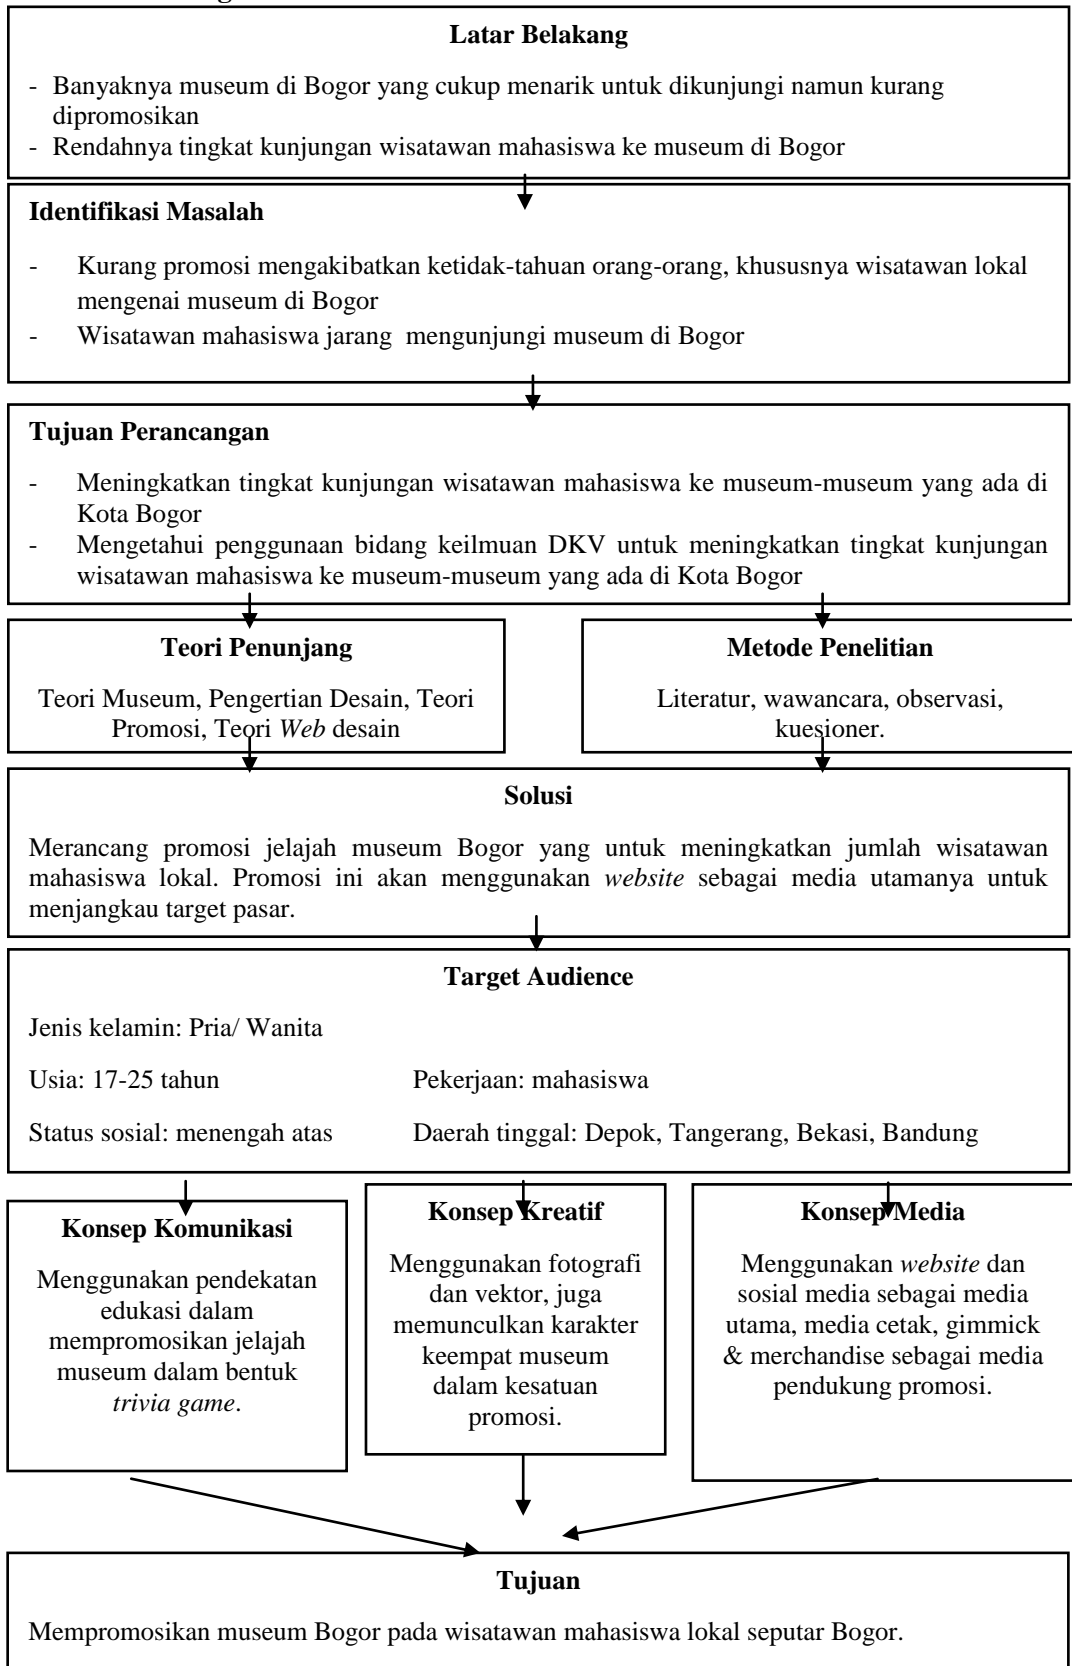 Latar Belakang
- Banyaknya museum di Bogor yang cukup menarik untuk dikunjungi namun kurang
dipromosikan
- Rendahnya tingkat kunjungan wisatawan mahasiswa ke museum di Bogor
Identifikasi Masalah
- Kurang promosi mengakibatkan ketidak-tahuan orang-orang, khususnya wisatawan lokal
mengenai museum di Bogor
- Wisatawan mahasiswa jarang mengunjungi museum di Bogor
Tujuan Perancangan
- Meningkatkan tingkat kunjungan wisatawan mahasiswa ke museum-museum yang ada di
Kota Bogor
- Mengetahui penggunaan bidang keilmuan DKV untuk meningkatkan tingkat kunjungan
wisatawan mahasiswa ke museum-museum yang ada di Kota Bogor
Teori Penunjang
Teori Museum, Pengertian Desain, Teori
Promosi, Teori Web desain
Metode Penelitian
Literatur, wawancara, observasi,
kuesioner.
Solusi
Merancang promosi jelajah museum Bogor yang untuk meningkatkan jumlah wisatawan
mahasiswa lokal. Promosi ini akan menggunakan website sebagai media utamanya untuk
menjangkau target pasar.
Target Audience
Jenis kelamin: Pria/ Wanita
Usia: 17-25 tahun Pekerjaan: mahasiswa
Status sosial: menengah atas Daerah tinggal: Depok, Tangerang, Bekasi, Bandung
Konsep Komunikasi
Menggunakan pendekatan
edukasi dalam
mempromosikan jelajah
museum dalam bentuk
trivia game.
Konsep Kreatif
Menggunakan fotografi
dan vektor, juga
memunculkan karakter
keempat museum
dalam kesatuan
promosi.
Konsep Media
Menggunakan website dan
sosial media sebagai media
utama, media cetak, gimmick
& merchandise sebagai media
pendukung promosi.
Tujuan
Mempromosikan museum Bogor pada wisatawan mahasiswa lokal seputar Bogor.